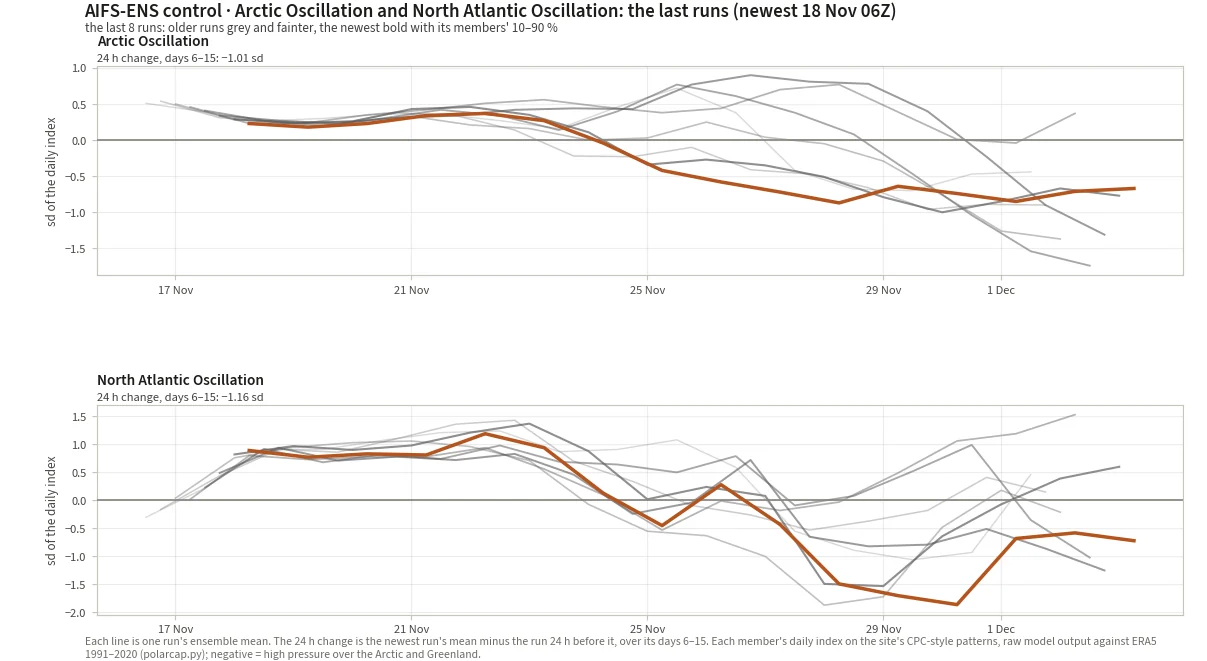 AIFS-ENS control · Arctic Oscillation and North Atlantic Oscillation: the last runs (newest 18 Nov 06Z)
the last 8 runs: older runs grey and fainter, the newest bold with its members' 10–90 %
Arctic Oscillation
24 h change, days 6–15: −1.01 sd
sd of the daily index
1.0
0.5
0.0
−0.5
−1.0
−1.5
17 Nov 21 Nov 25 Nov 29 Nov 1 Dec
North Atlantic Oscillation
24 h change, days 6–15: −1.16 sd
sd of the daily index
1.5
1.0
0.5
0.0
−0.5
−1.0
−1.5
−2.0
17 Nov 21 Nov 25 Nov 29 Nov 1 Dec
Each line is one run's ensemble mean. The 24 h change is the newest run's mean minus the run 24 h before it, over its days 6–15. Each member's daily index on the site's CPC-style patterns, raw model output against ERA5
1991–2020 (polarcap.py); negative = high pressure over the Arctic and Greenland.